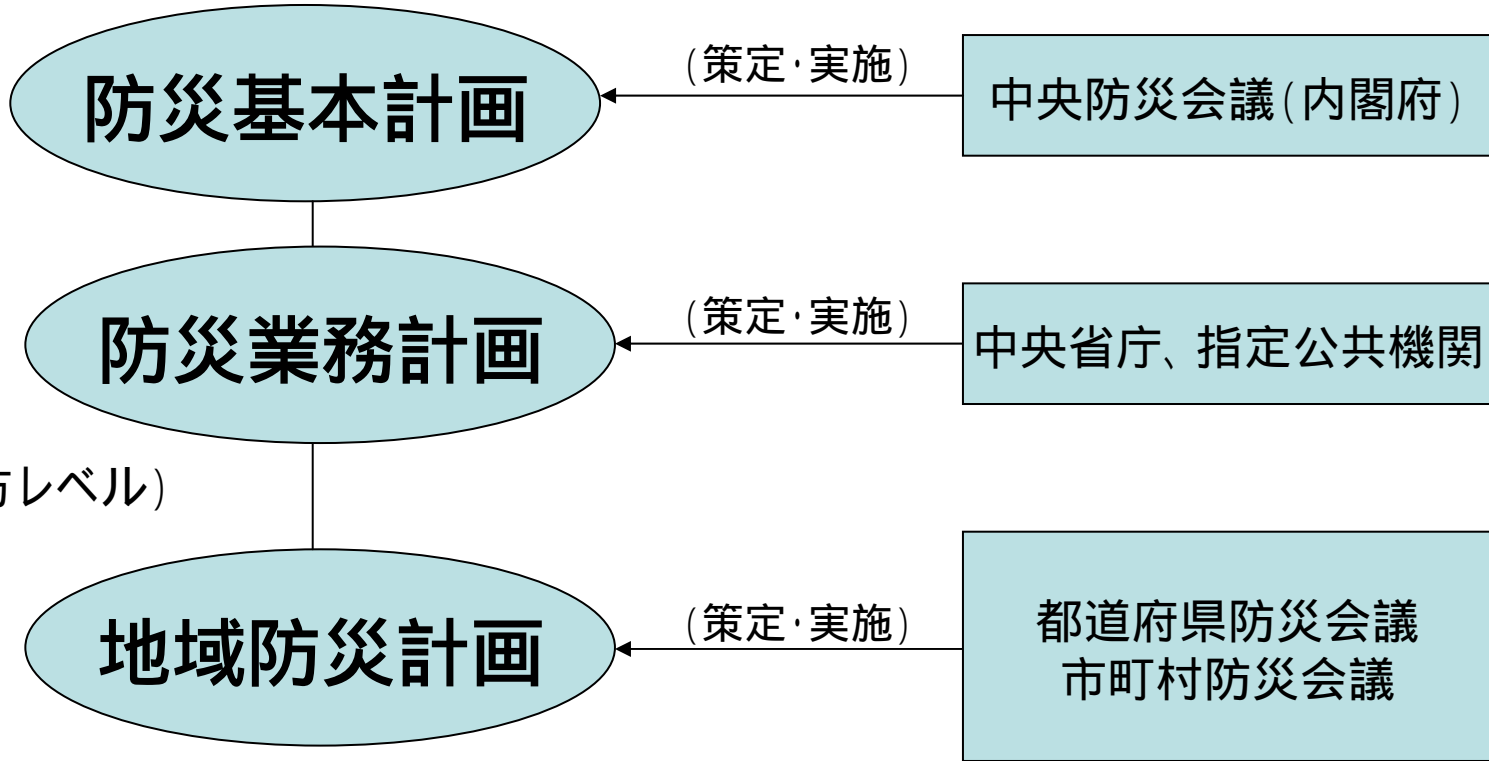 防災基本計画
(策定･実施)
中央防災会議(内閣府)
防災業務計画
(策定･実施)
中央省庁、指定公共機関
レベル)
地域防災計画
(策定･実施)
都道府県防災会議
市町村防災会議